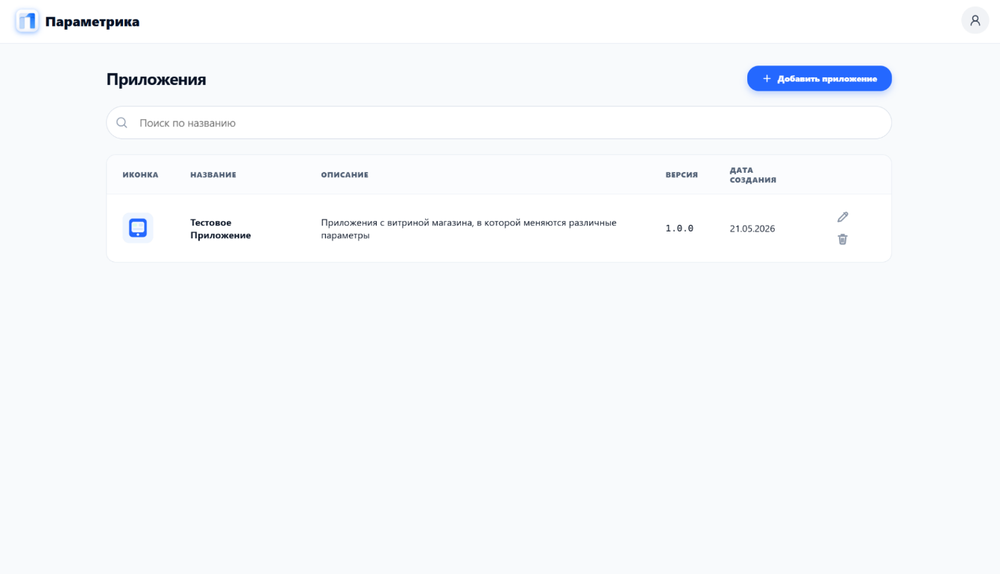 Параметрика
Приложения
+ Добавить приложение
Поиск по названию
ИКОНКА НАЗВАНИЕ ОПИСАНИЕ ВЕРСИЯ ДАТА
СОЗДАНИЯ
Тестовое
Приложение
Приложения с витриной магазина, в которой меняются различные
параметры
1.0.0
21.05.2026